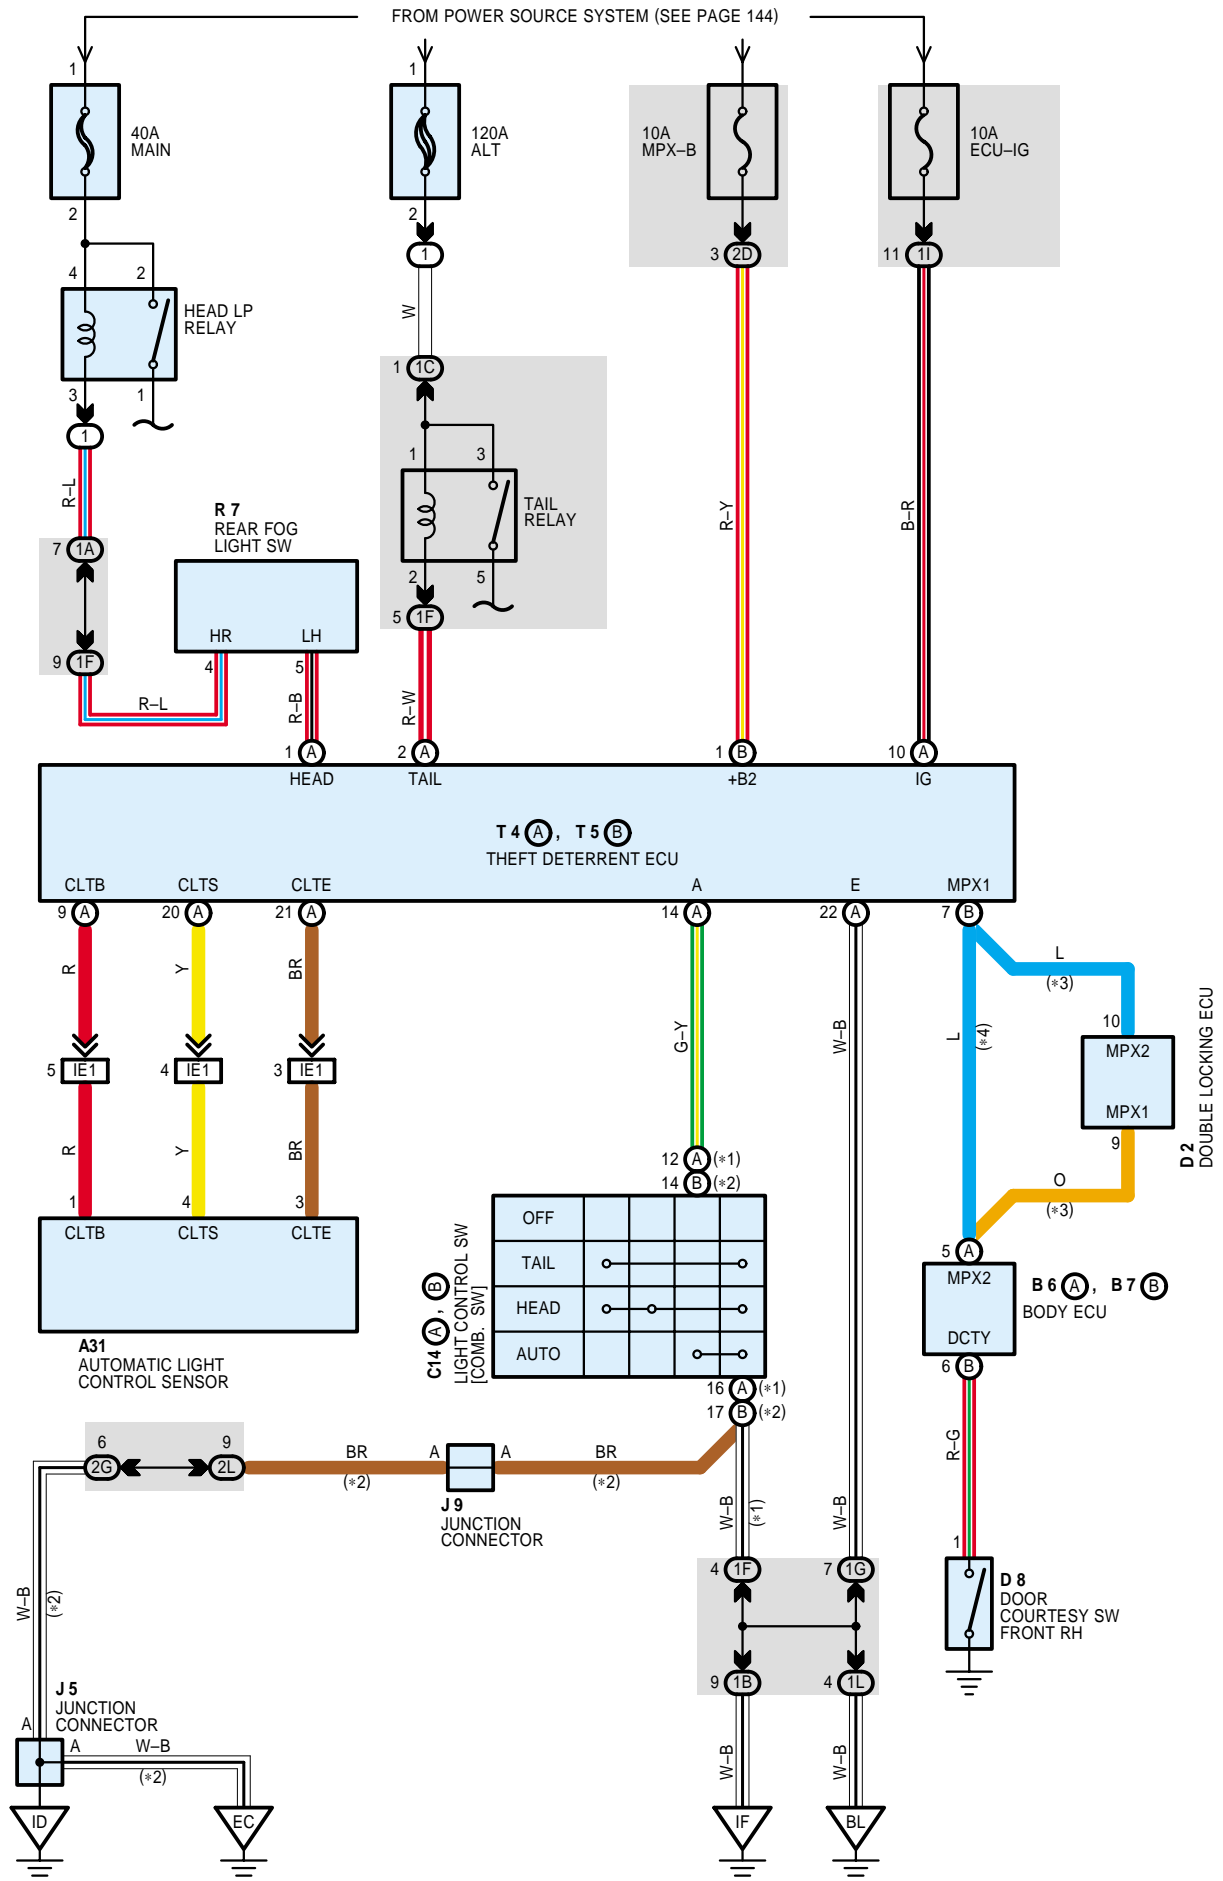 FROM POWER SOURCE SYSTEM (SEE PAGE 144)
1
1
40A
MAIN
120A
ALT
10A
MPX–B
10A
ECU–IG
2
2
1
3 2D
11 1I
4 2
HEAD LP
RELAY
W
3 1
1 1C
1
R–L
1 3
TAIL
RELAY
R–Y
B–R
R 7
REAR FOG
LIGHT SW
7 1A
2 5
5 1F
HR LH
9 1F
4 5
R–L
R–B
R–W
1 A
2 A
1 B
10 A
HEAD TAIL +B2 IG
T 4 A , T 5 B
THEFT DETERRENT ECU
CLTB CLTS CLTE A E MPX1
9 A
20 A
21 A
14 A
22 A
7 B
R
Y
BR
G–Y
W–B
L
(*4)
L
(*3)
10
MPX2
MPX1
9
D 2
DOUBLE LOCKING ECU
5 IE1
4 IE1
3 IE1
R
Y
BR
O
(*3)
12 A (*1)
14 B (*2)
1 4 3
CLTB CLTS CLTE
OFF
TAIL
HEAD
AUTO
C14 A , B
LIGHT CONTROL SW
[COMB. SW]
5 A
MPX2
DCTY
B 6 A , B 7 B
BODY ECU
6 B
A31
AUTOMATIC LIGHT
CONTROL SENSOR
16 A (*1)
17 B (*2)
6 9
2G 2L
BR
(*2)
A A
BR
(*2)
J 9
JUNCTION
CONNECTOR
W–B
(*1)
W–B
R–G
1
4 1F
7 1G
D 8
DOOR
COURTESY SW
FRONT RH
W–B
(*2)
9 1B
4 1L
J 5
JUNCTION
CONNECTOR
A
A
W–B
(*2)
W–B
W–B
ID EC IF BL